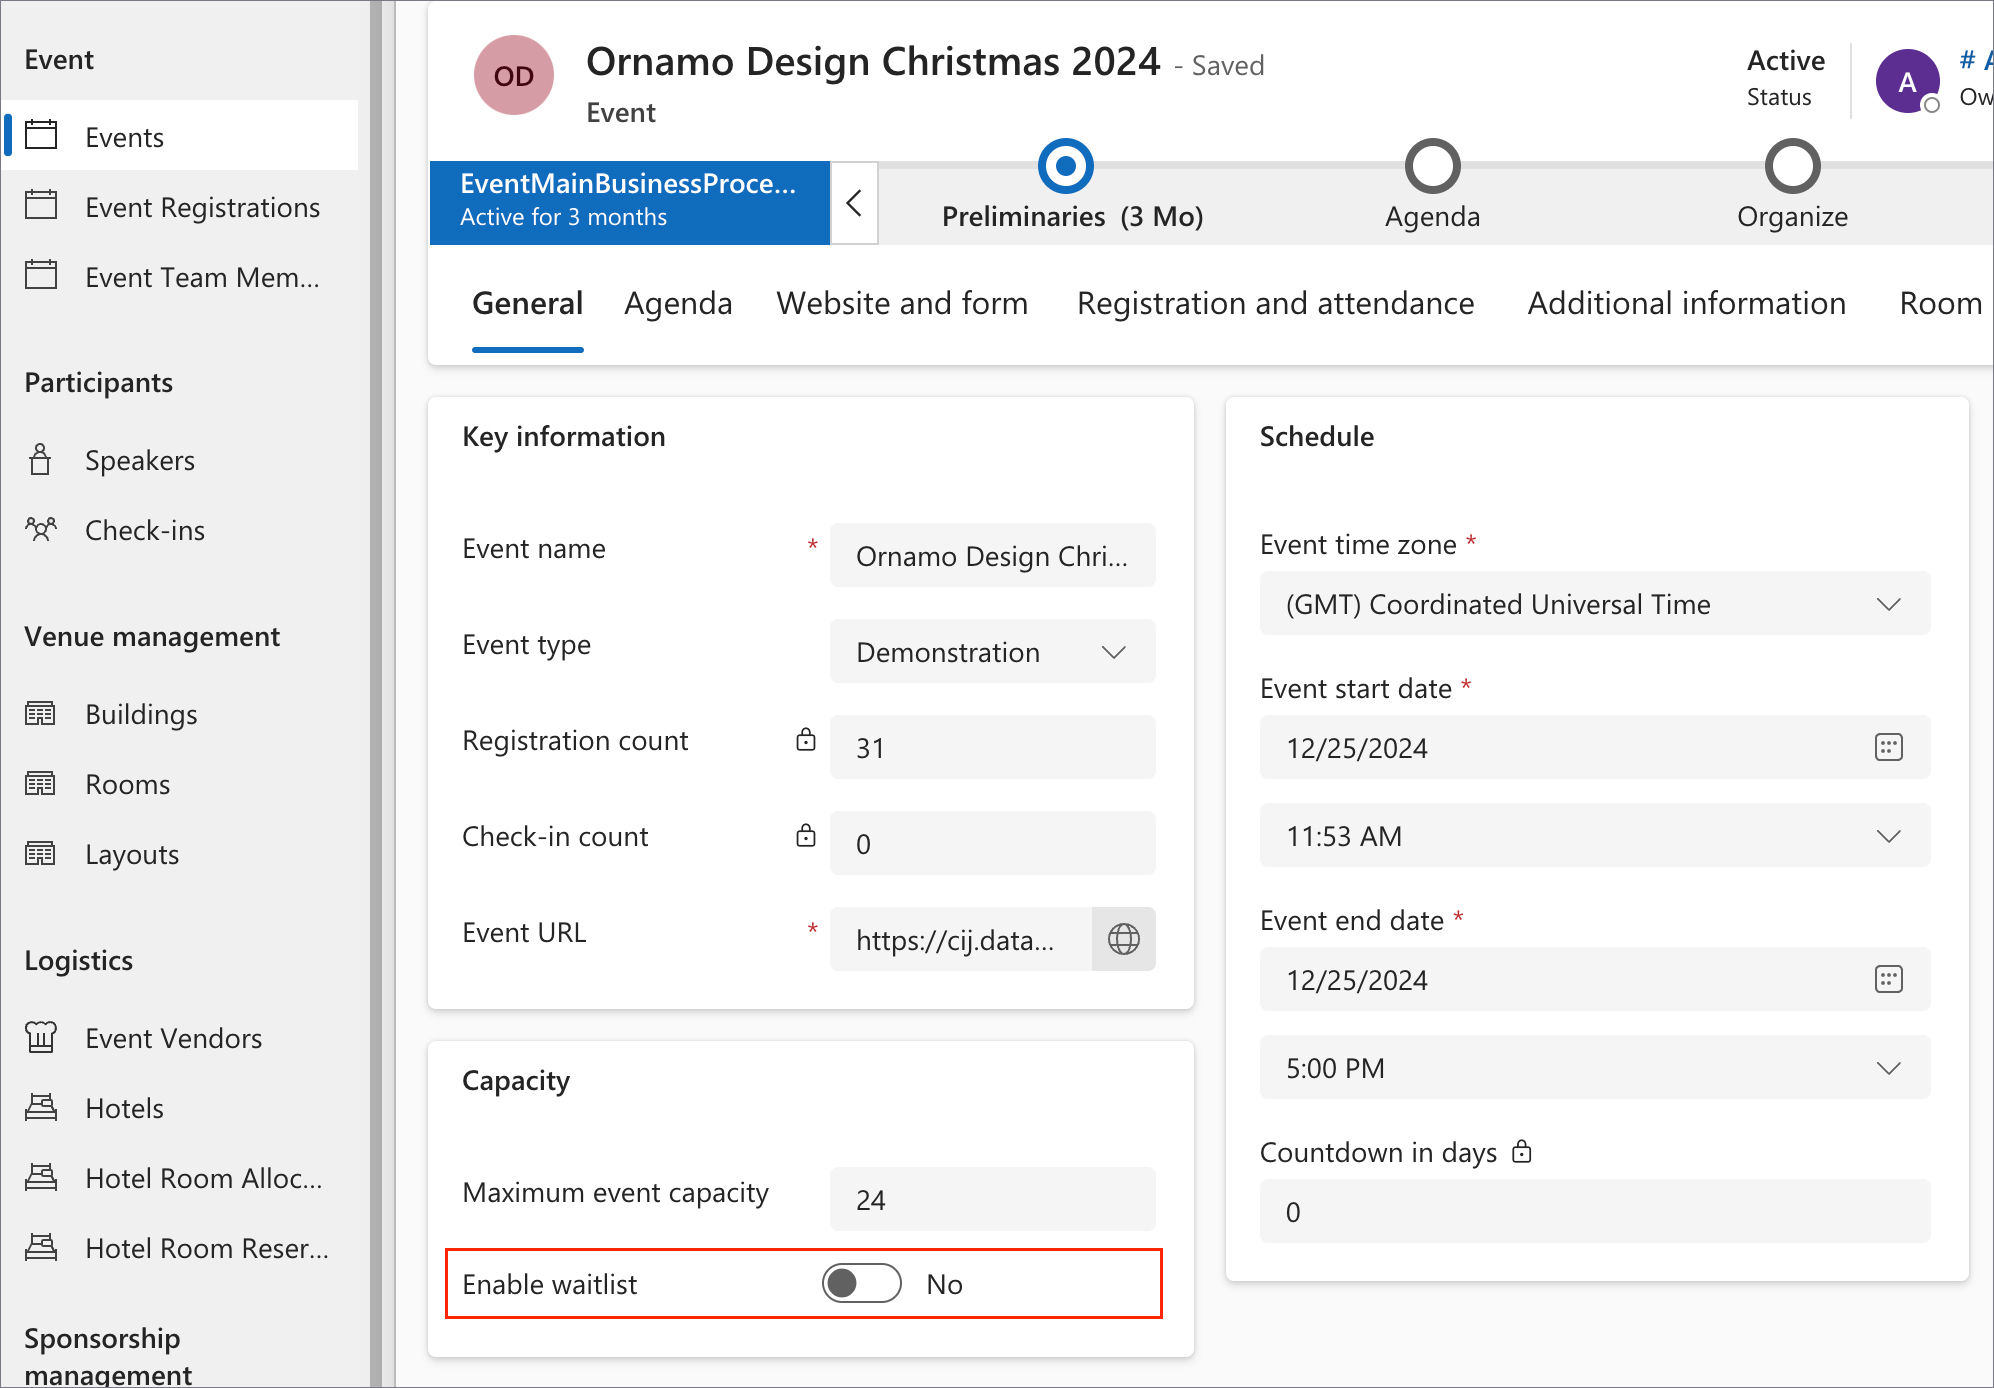 Event
Events
Event Registrations
Event Team Mem...
Participants
Speakers
Check-ins
Venue management
Buildings
Rooms
Layouts
Logistics
Event Vendors
Hotels
Hotel Room Alloc...
Hotel Room Reser...
Sponsorship
management
OD
Ornamo Design Christmas 2024 - Saved
Event
Active
Status
A
# A
Ow
EventMainBusinessProce...
Active for 3 months
Preliminaries (3 Mo)
Agenda
Organize
General Agenda Website and form Registration and attendance Additional information Room
Key information
Event name * Ornamo Design Chri...
Event type Demonstration
Registration count 31
Check-in count 0
Event URL * https://cij.data...
Capacity
Maximum event capacity 24
Enable waitlist No
Schedule
Event time zone *
(GMT) Coordinated Universal Time
Event start date *
12/25/2024
11:53 AM
Event end date *
12/25/2024
5:00 PM
Countdown in days
0